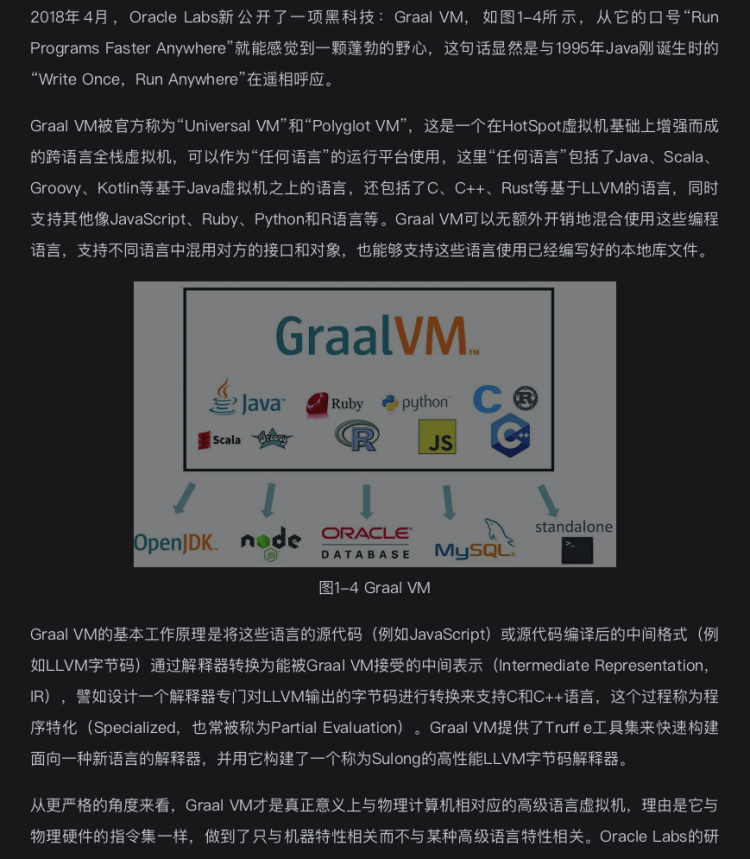 2018年4月，Oracle Labs新公开了一项黑科技：Graal VM，如图1-4所示，从它的口号“Run
Programs Faster Anywhere”就能感觉到一颗蓬勃的野心，这句话显然是与1995年Java刚诞生时的
“Write Once，Run Anywhere”在遥相呼应。
Graal VM被官方称为“Universal VM”和“Polyglot VM”，这是一个在HotSpot虚拟机基础上增强而成
的跨语言全栈虚拟机，可以作为“任何语言”的运行平台使用，这里“任何语言”包括了Java、Scala、
Groovy、Kotlin等基于Java虚拟机之上的语言，还包括了C、C++、Rust等基于LLVM的语言，同时
支持其他像JavaScript、Ruby、Python和R语言等。Graal VM可以无额外开销地混合使用这些编程
语言，支持不同语言中混用对方的接口和对象，也能够支持这些语言使用已经编写好的本地库文件。
GraalVM™
Java™ Ruby python™ C R
Scala Groovy R JS C++
OpenJDK™ node JS ORACLE® DATABASE MySQL® standalone >_
图1-4 Graal VM
Graal VM的基本工作原理是将这些语言的源代码（例如JavaScript）或源代码编译后的中间格式（例
如LLVM字节码）通过解释器转换为能被Graal VM接受的中间表示（Intermediate Representation，
IR），譬如设计一个解释器专门对LLVM输出的字节码进行转换来支持C和C++语言，这个过程称为程
序特化（Specialized，也常被称为Partial Evaluation）。Graal VM提供了Truff e工具集来快速构建
面向一种新语言的解释器，并用它构建了一个称为Sulong的高性能LLVM字节码解释器。
从更严格的角度来看，Graal VM才是真正意义上与物理计算机相对应的高级语言虚拟机，理由是它与
物理硬件的指令集一样，做到了只与机器特性相关而不与某种高级语言特性相关。Oracle Labs的研